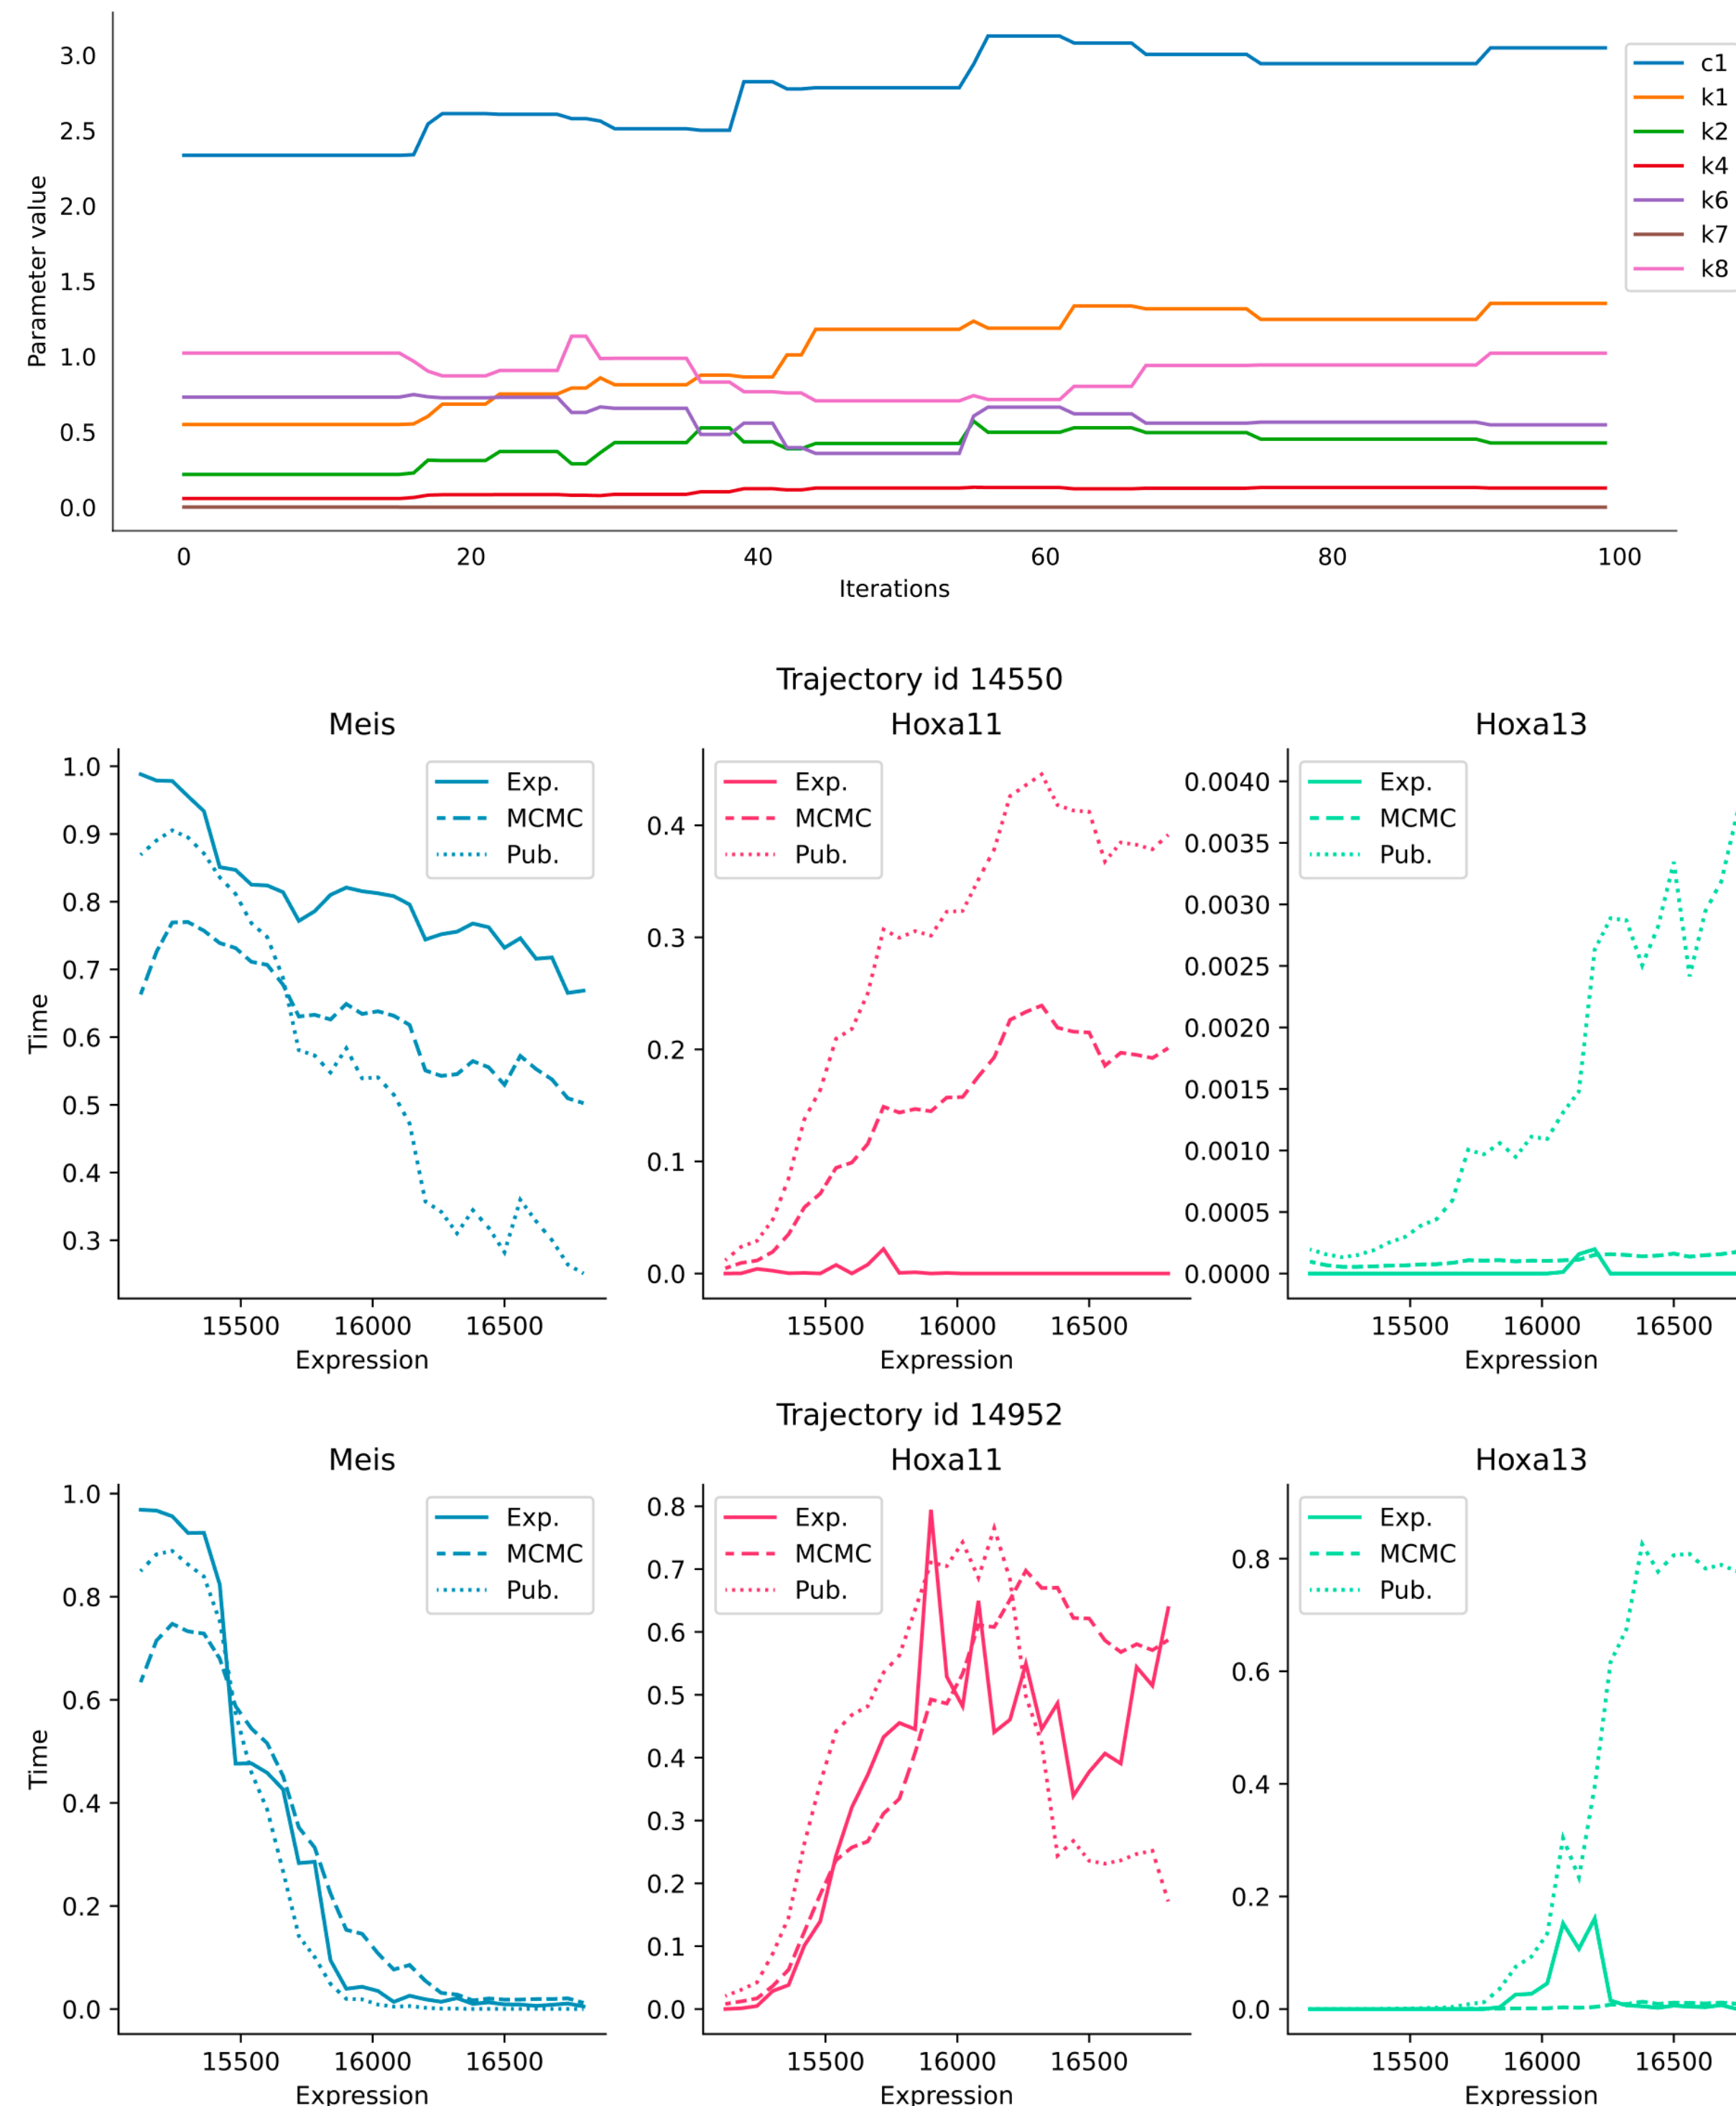 3.0
2.5
2.0
1.5
1.0
0.5
0.0
Parameter value
0 20 40 60 80 100
Iterations
c1
k1
k2
k4
k6
k7
k8
Trajectory id 14550
Meis
1.0
0.9
0.8
0.7
0.6
0.5
0.4
0.3
Time
Exp.
MCMC
Pub.
15500 16000 16500
Expression
Hoxa11
0.4
0.3
0.2
0.1
0.0
Exp.
MCMC
Pub.
15500 16000 16500
Expression
Hoxa13
0.0040
0.0035
0.0030
0.0025
0.0020
0.0015
0.0010
0.0005
0.0000
Exp.
MCMC
Pub.
15500 16000 16500
Expression
Trajectory id 14952
Meis
1.0
0.8
0.6
0.4
0.2
0.0
Time
Exp.
MCMC
Pub.
15500 16000 16500
Expression
Hoxa11
0.8
0.7
0.6
0.5
0.4
0.3
0.2
0.1
0.0
Exp.
MCMC
Pub.
15500 16000 16500
Expression
Hoxa13
0.8
0.6
0.4
0.2
0.0
Exp.
MCMC
Pub.
15500 16000 16500
Expression